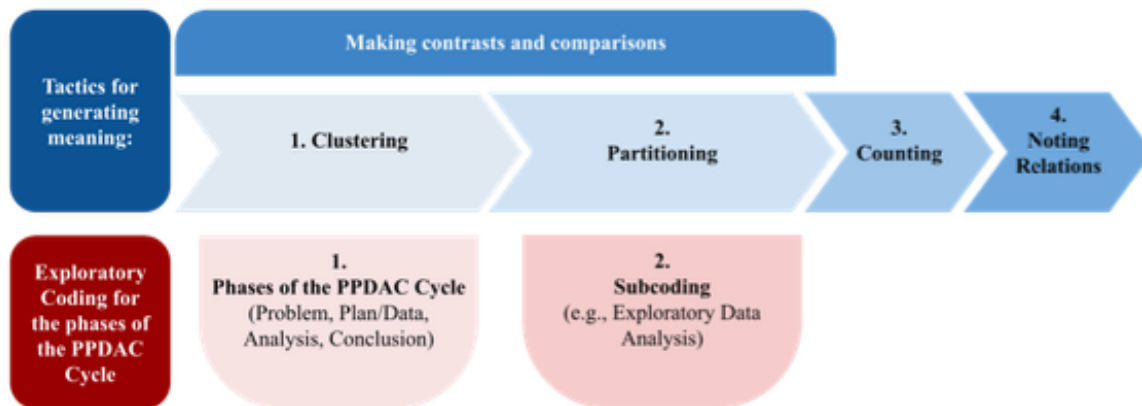 Making contrasts and comparisons
Tactics for
generating
meaning:
1. Clustering
2.
Partitioning
3.
Counting
4.
Noting
Relations
Exploratory
Coding for
the phases of
the PPDAC
Cycle
1.
Phases of the PPDAC Cycle
(Problem, Plan/Data,
Analysis, Conclusion)
2.
Subcoding
(e.g., Exploratory Data
Analysis)